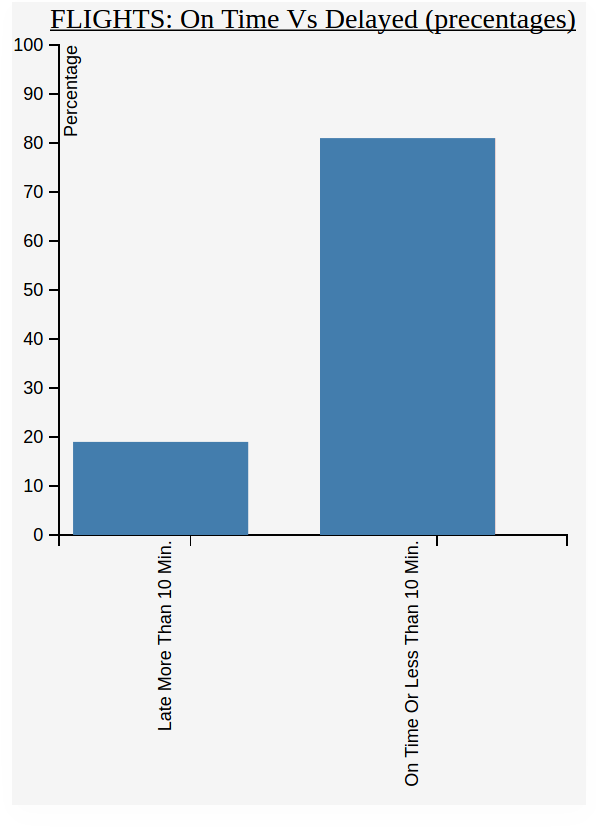 FLIGHTS: On Time Vs Delayed (precentages)
Percentage
100
90
80
70
60
50
40
30
20
10
0
Late More Than 10 Min.
On Time Or Less Than 10 Min.